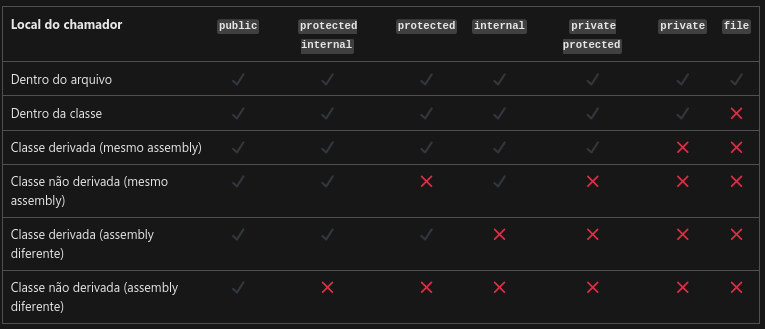 Local do chamador public protected protected internal private private file
internal protected
Dentro do arquivo
Dentro da classe
Classe derivada (mesmo assembly)
Classe não derivada (mesmo
assembly)
Classe derivada (assembly
diferente)
Classe não derivada (assembly
diferente)